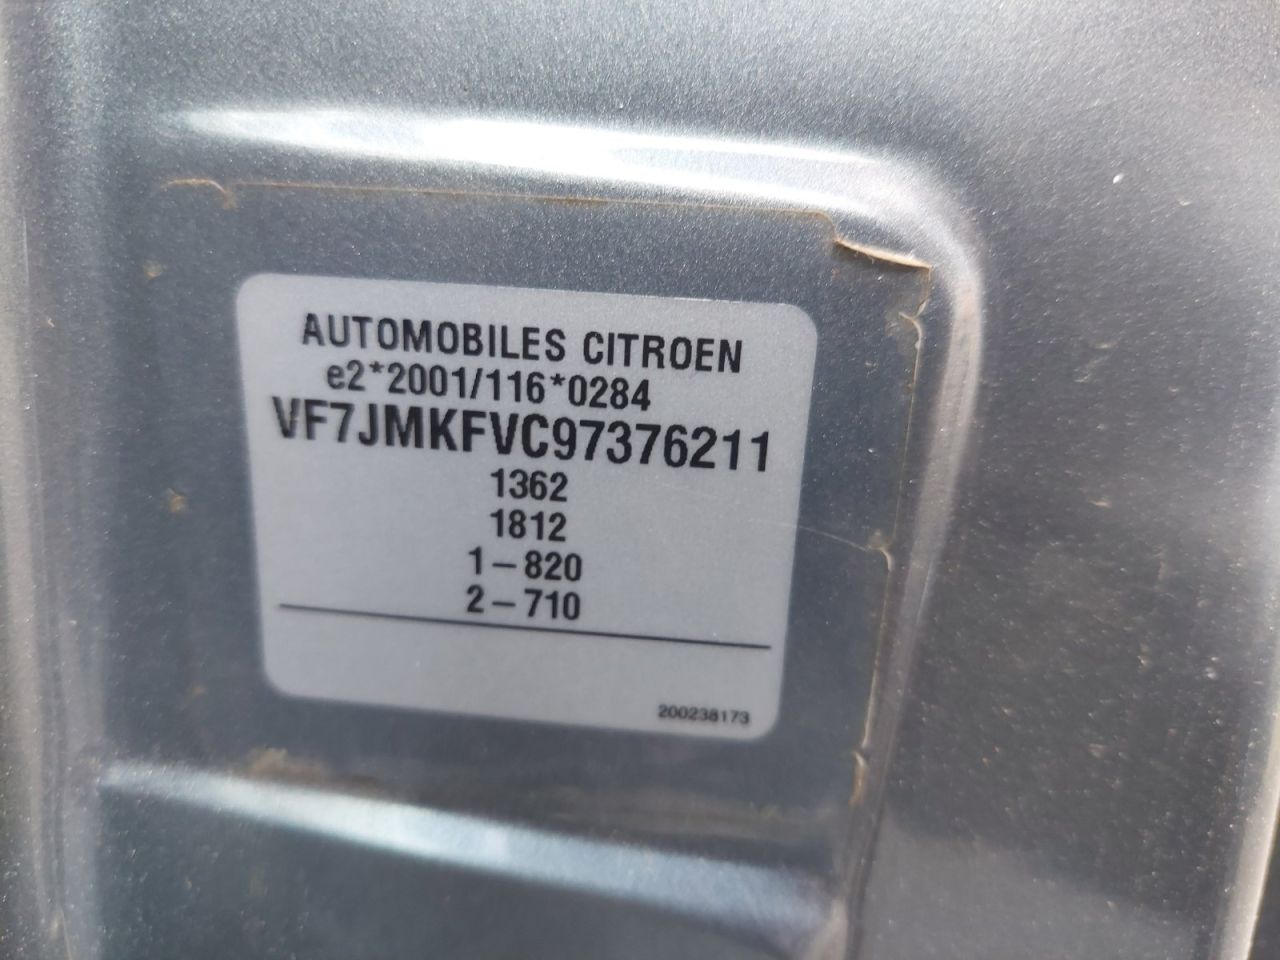 AUTOMOBILES CITROEN
e2*2001/116*0284
VF7JMKFVC97376211
1362
1812
1-820
2-710
200238173